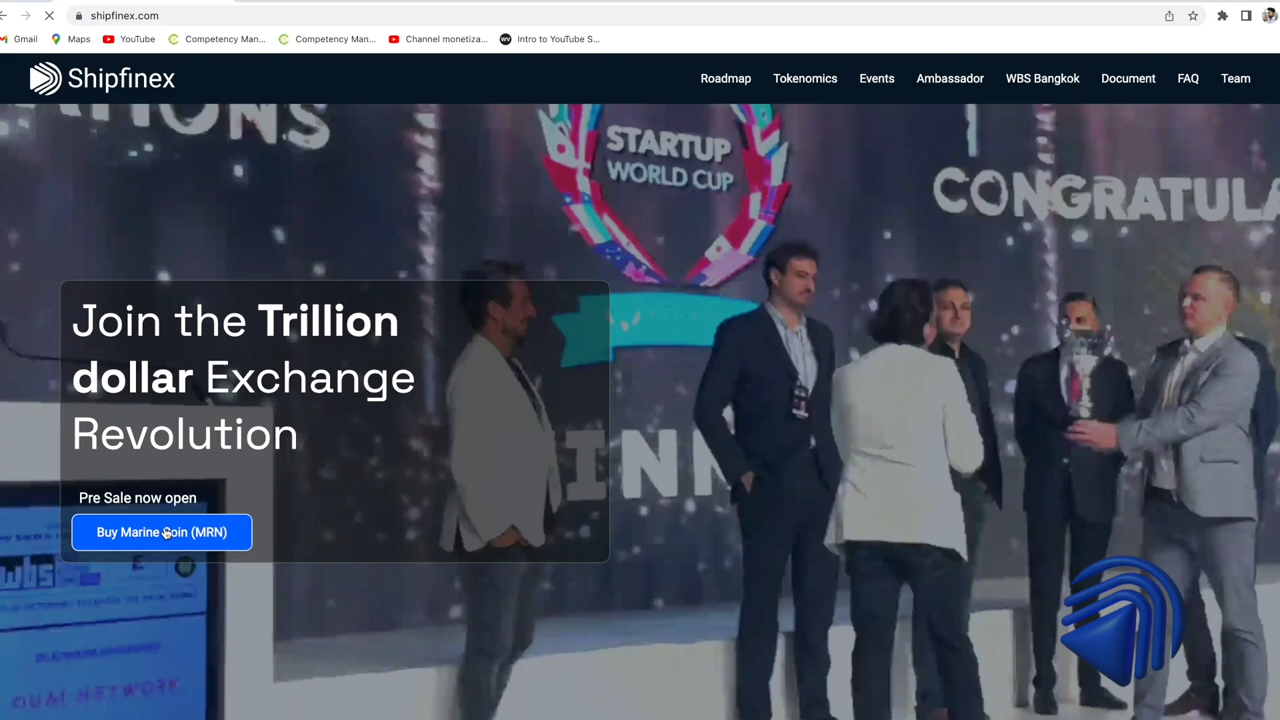 shipfinex.com
Gmail
Maps
YouTube
Competency Man...
Competency Man...
Channel monetiza...
Intro to YouTube S...
Shipfinex
Roadmap
Tokenomics
Events
Ambassador
WBS Bangkok
Document
FAQ
Team
STARTUP
WORLD CUP
CONGRATULA
Join the Trillion
dollar Exchange
Revolution
Pre Sale now open
Buy Marine Coin (MRN)
INN
wbs